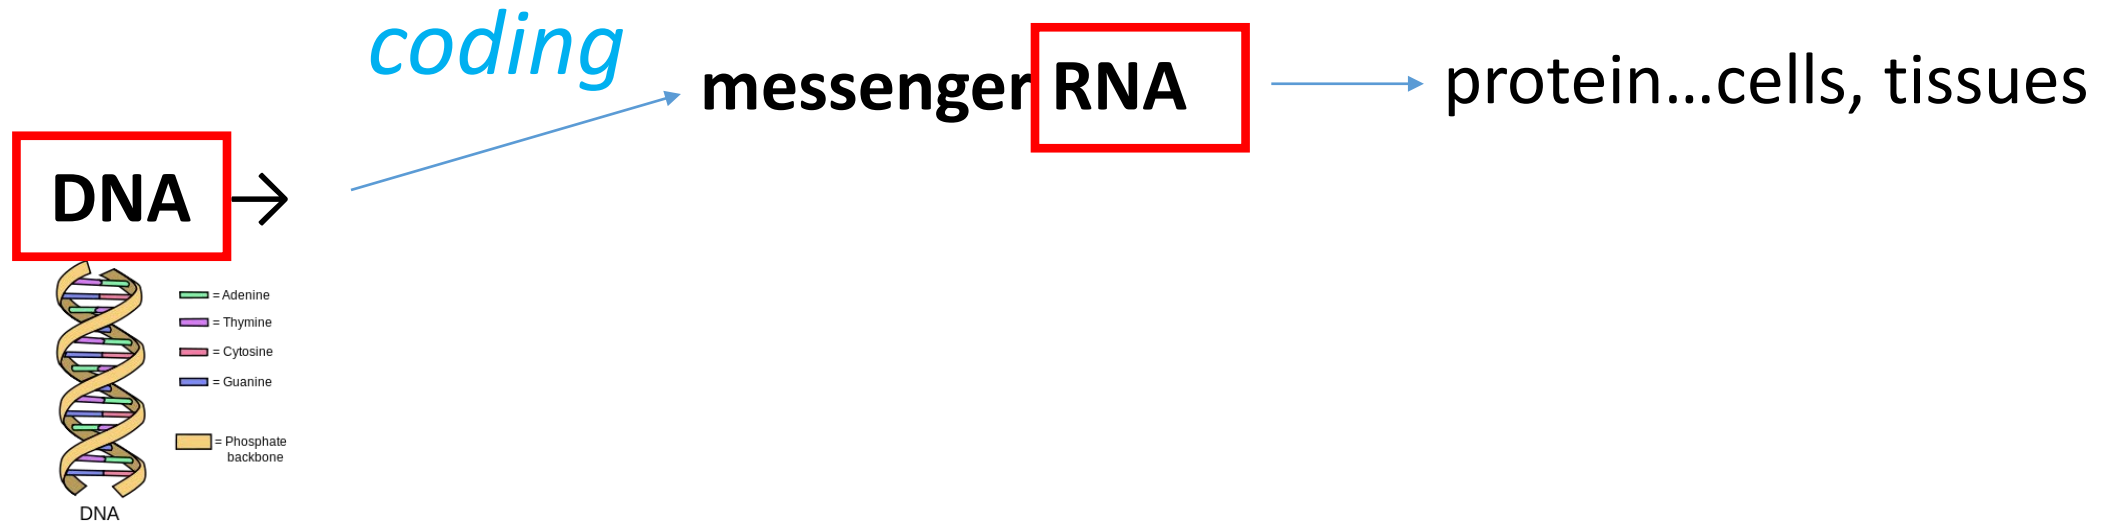 coding
messenger RNA
protein...cells, tissues
DNA
= Adenine
= Thymine
= Cytosine
= Guanine
= Phosphate
backbone
DNA